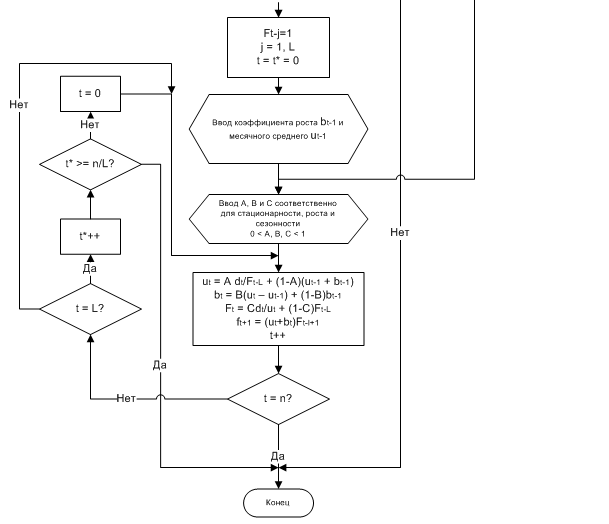 Ft-j=1
j = 1, L
t = t* = 0
Нет
t = 0
Ввод коэффициента роста bt-1 и
месячного среднего ut-1
Нет
t* >= n/L?
Ввод A, B и C соответственно
для стационарности, роста и
сезонности
0 < A, B, C < 1
t*++
Нет
Да
ut = A dt/Ft-L + (1-A)(ut-1 + bt-1)
bt = B(ut – ut-1) + (1-B)bt-1
Ft = Cdt/ut + (1-C)Ft-L
ft+1 = (ut+bt)Ft-l+1
t++
t = L?
Да
Нет
t = n?
Да
Конец